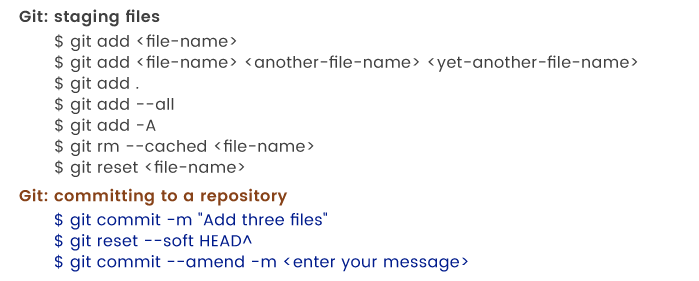 Git: staging files
$ git add <file-name>
$ git add <file-name> <another-file-name> <yet-another-file-name>
$ git add .
$ git add --all
$ git add -A
$ git rm --cached <file-name>
$ git reset <file-name>
Git: committing to a repository
$ git commit -m "Add three files"
$ git reset --soft HEAD^
$ git commit --amend -m <enter your message>